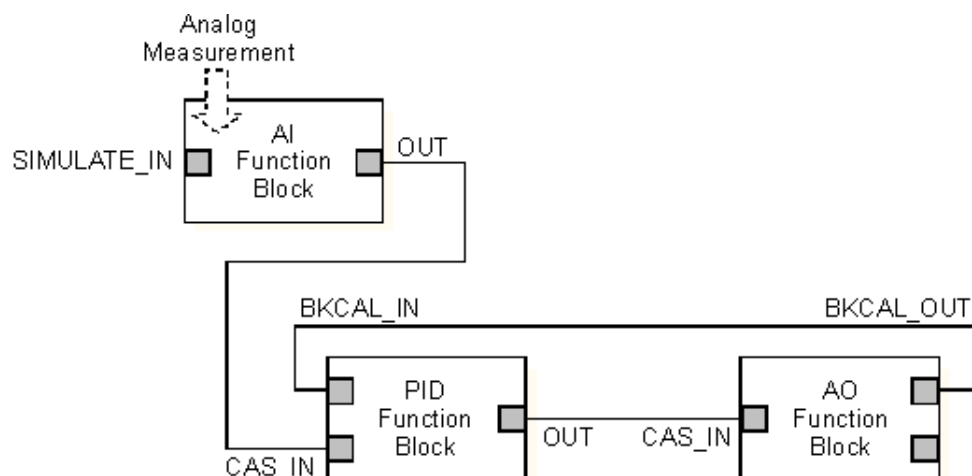 Analog
Measurement
SIMULATE_IN
AI
Function
Block
OUT
BKCAL_IN
BKCAL_OUT
PID
Function
Block
AO
Function
Block
OUT
CAS_IN
CAS_IN